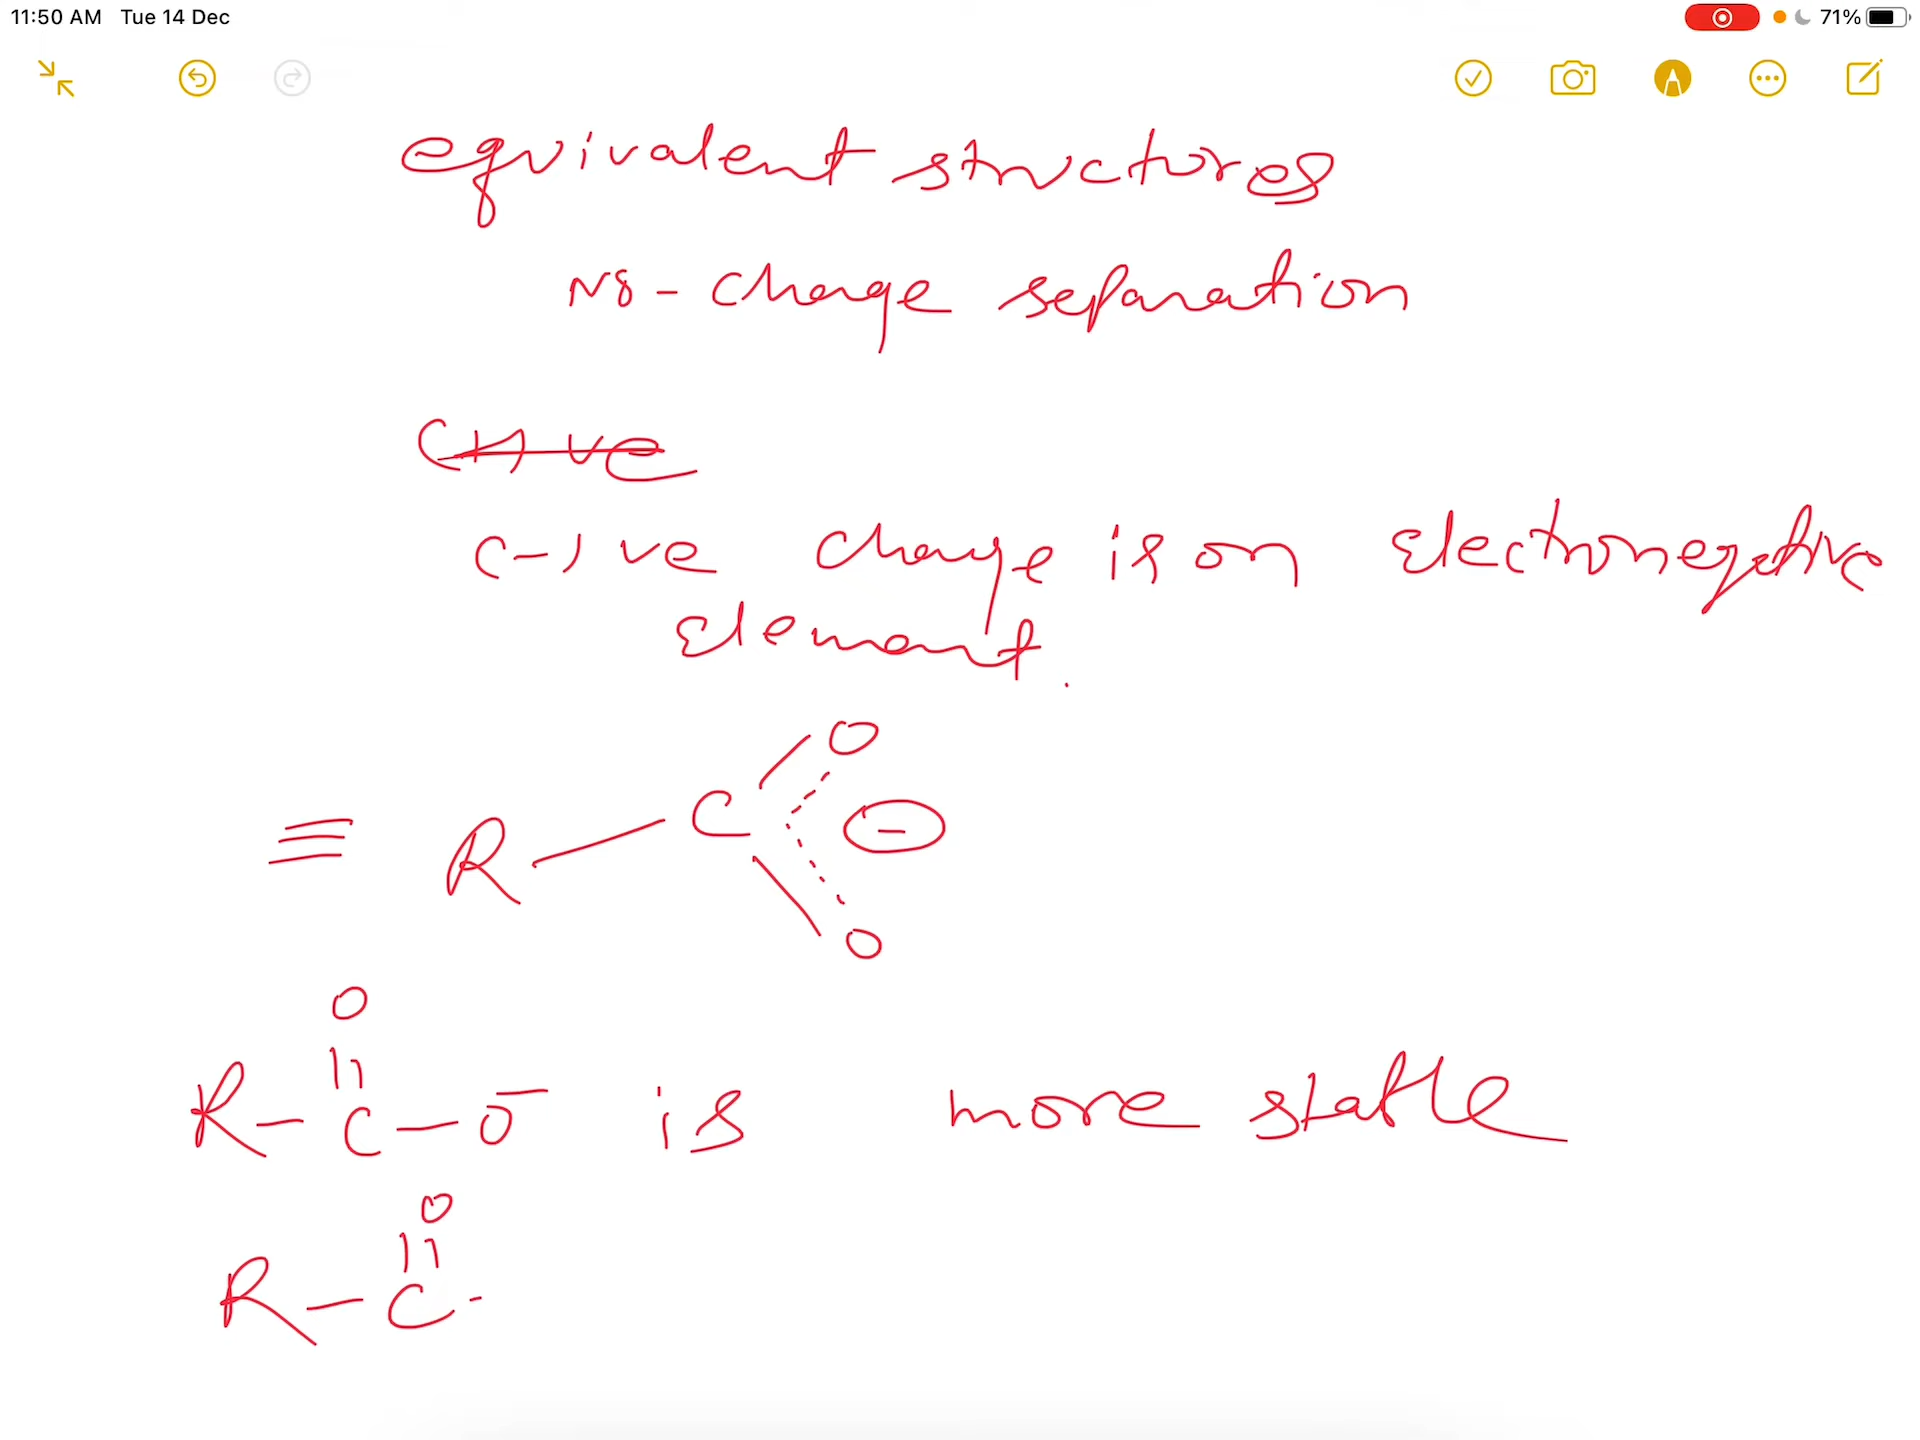 11:50 AM Tue 14 Dec 71%
equivalent structures
No - charge separation
(+) ve
(-) ve charge is on electronegative
element.
≡ R — C O O −
O
R - C - O⁻ is more stable
O
R - C -